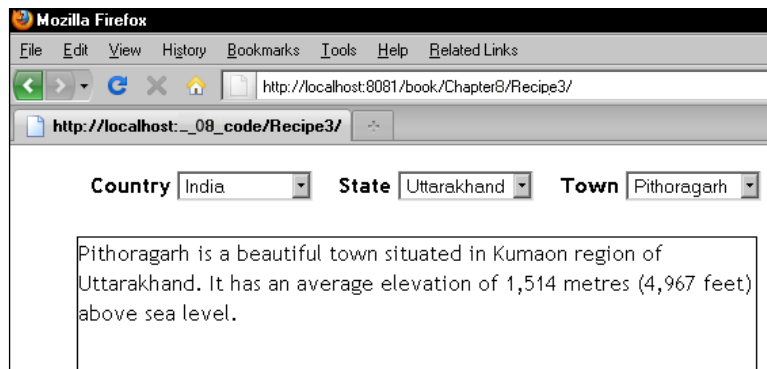 Mozilla Firefox
File Edit View History Bookmarks Tools Help Related Links
http://localhost:8081/book/Chapter8/Recipe3/
http://localhost:_._08_code/Recipe3/
Country India State Uttarakhand Town Pithoragarh
Pithoragarh is a beautiful town situated in Kumaon region of
Uttarakhand. It has an average elevation of 1,514 metres (4,967 feet)
above sea level.